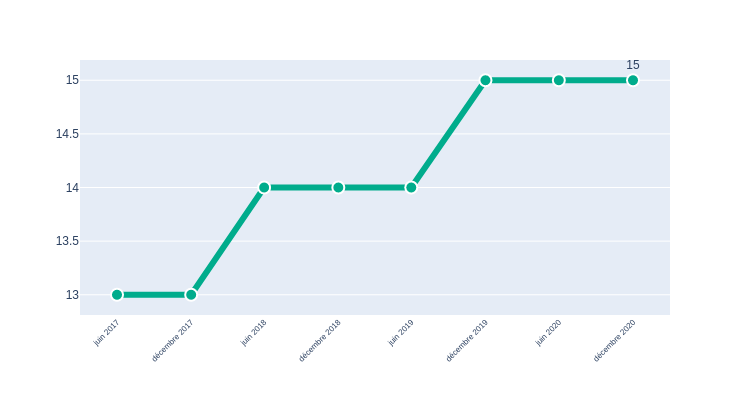 15
15
14.5
14
13.5
13
juin 2017
décembre 2017
juin 2018
décembre 2018
juin 2019
décembre 2019
juin 2020
décembre 2020